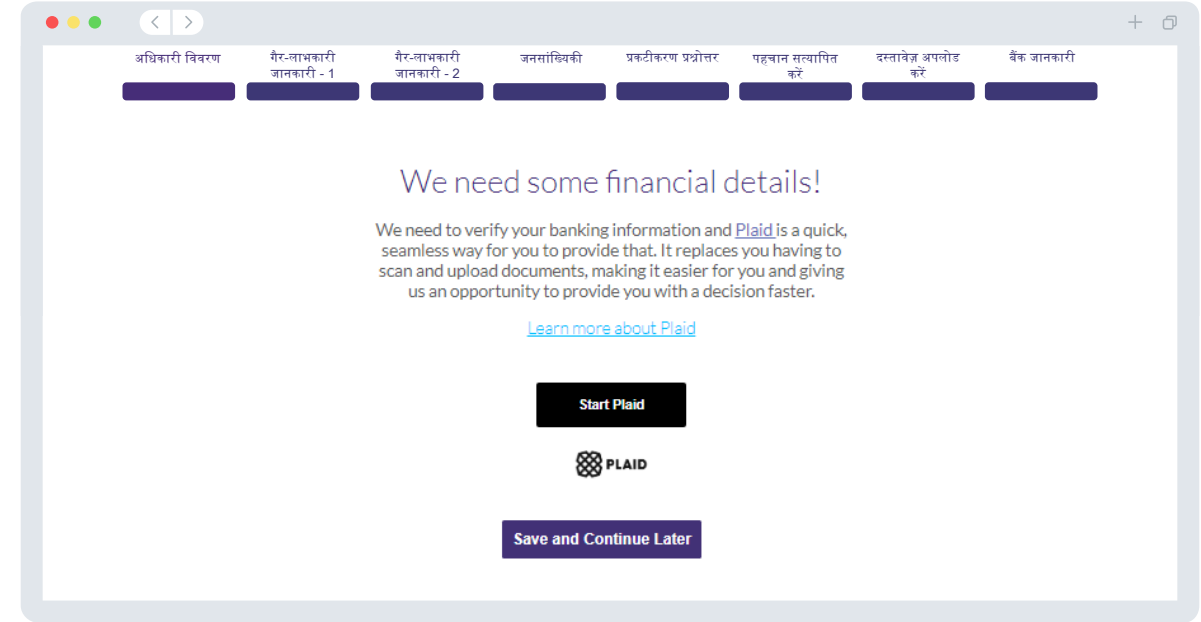 अधिकारी विवरण
गैर-लाभकारी
जानकारी - 1
गैर-लाभकारी
जानकारी - 2
जनसांख्यिकी
प्रकटीकरण प्रश्नोत्तर
पहचान सत्यापित
करें
दस्तावेज़ अपलोड
करें
बैंक जानकारी
We need some financial details!
We need to verify your banking information and Plaid is a quick,
seamless way for you to provide that. It replaces you having to
scan and upload documents, making it easier for you and giving
us an opportunity to provide you with a decision faster.
Learn more about Plaid
Start Plaid
PLAID
Save and Continue Later